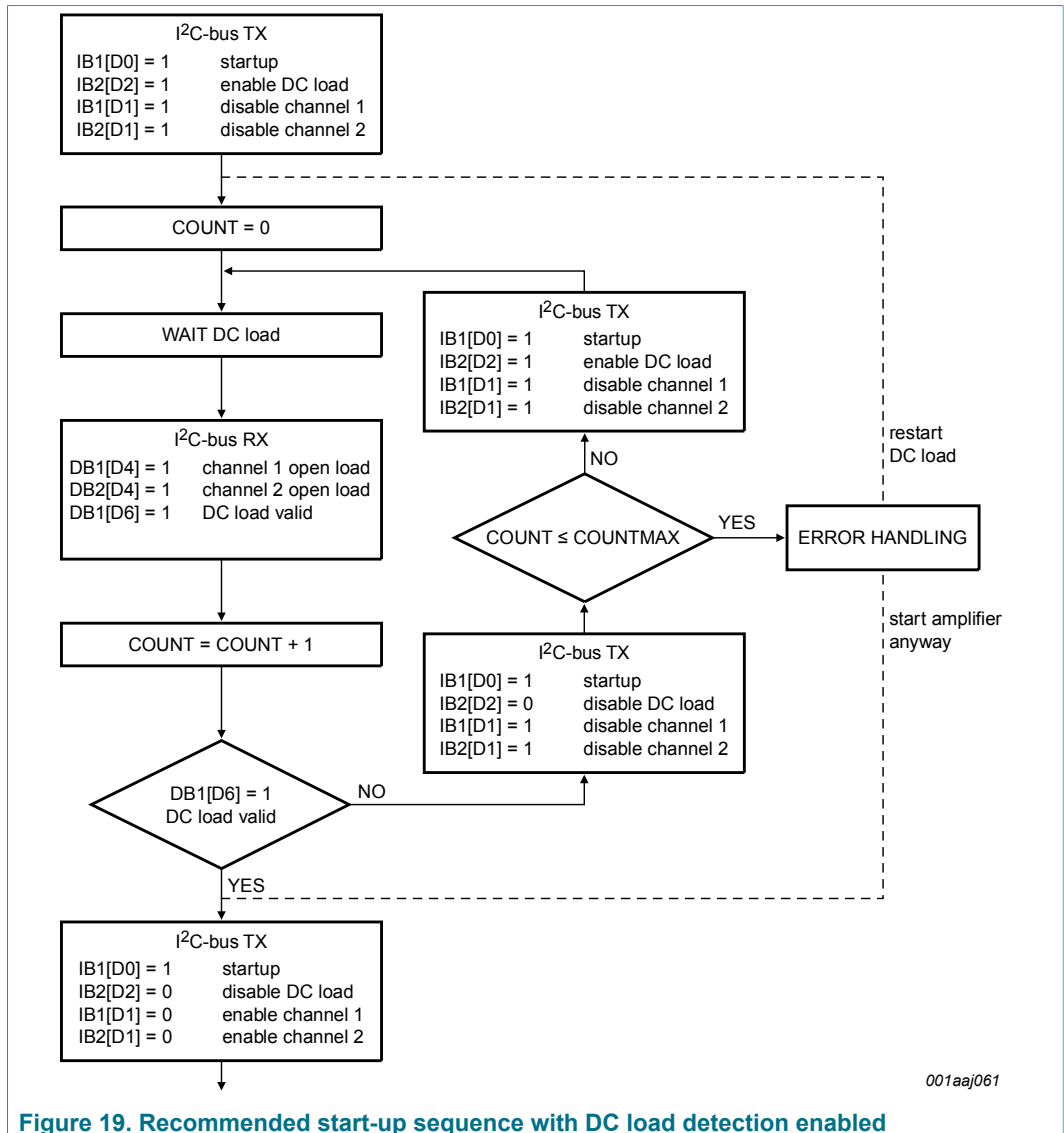 I²C-bus TX
IB1[D0] = 1 startup
IB2[D2] = 1 enable DC load
IB1[D1] = 1 disable channel 1
IB2[D1] = 1 disable channel 2
COUNT = 0
WAIT DC load
I²C-bus RX
DB1[D4] = 1 channel 1 open load
DB2[D4] = 1 channel 2 open load
DB1[D6] = 1 DC load valid
COUNT = COUNT + 1
DB1[D6] = 1
DC load valid
NO
YES
I²C-bus TX
IB1[D0] = 1 startup
IB2[D2] = 0 disable DC load
IB1[D1] = 0 enable channel 1
IB2[D1] = 0 enable channel 2
I²C-bus TX
IB1[D0] = 1 startup
IB2[D2] = 1 enable DC load
IB1[D1] = 1 disable channel 1
IB2[D1] = 1 disable channel 2
NO
COUNT ≤ COUNTMAX
YES
I²C-bus TX
IB1[D0] = 1 startup
IB2[D2] = 0 disable DC load
IB1[D1] = 1 disable channel 1
IB2[D1] = 1 disable channel 2
restart
DC load
ERROR HANDLING
start amplifier
anyway
001aaj061
Figure 19. Recommended start-up sequence with DC load detection enabled